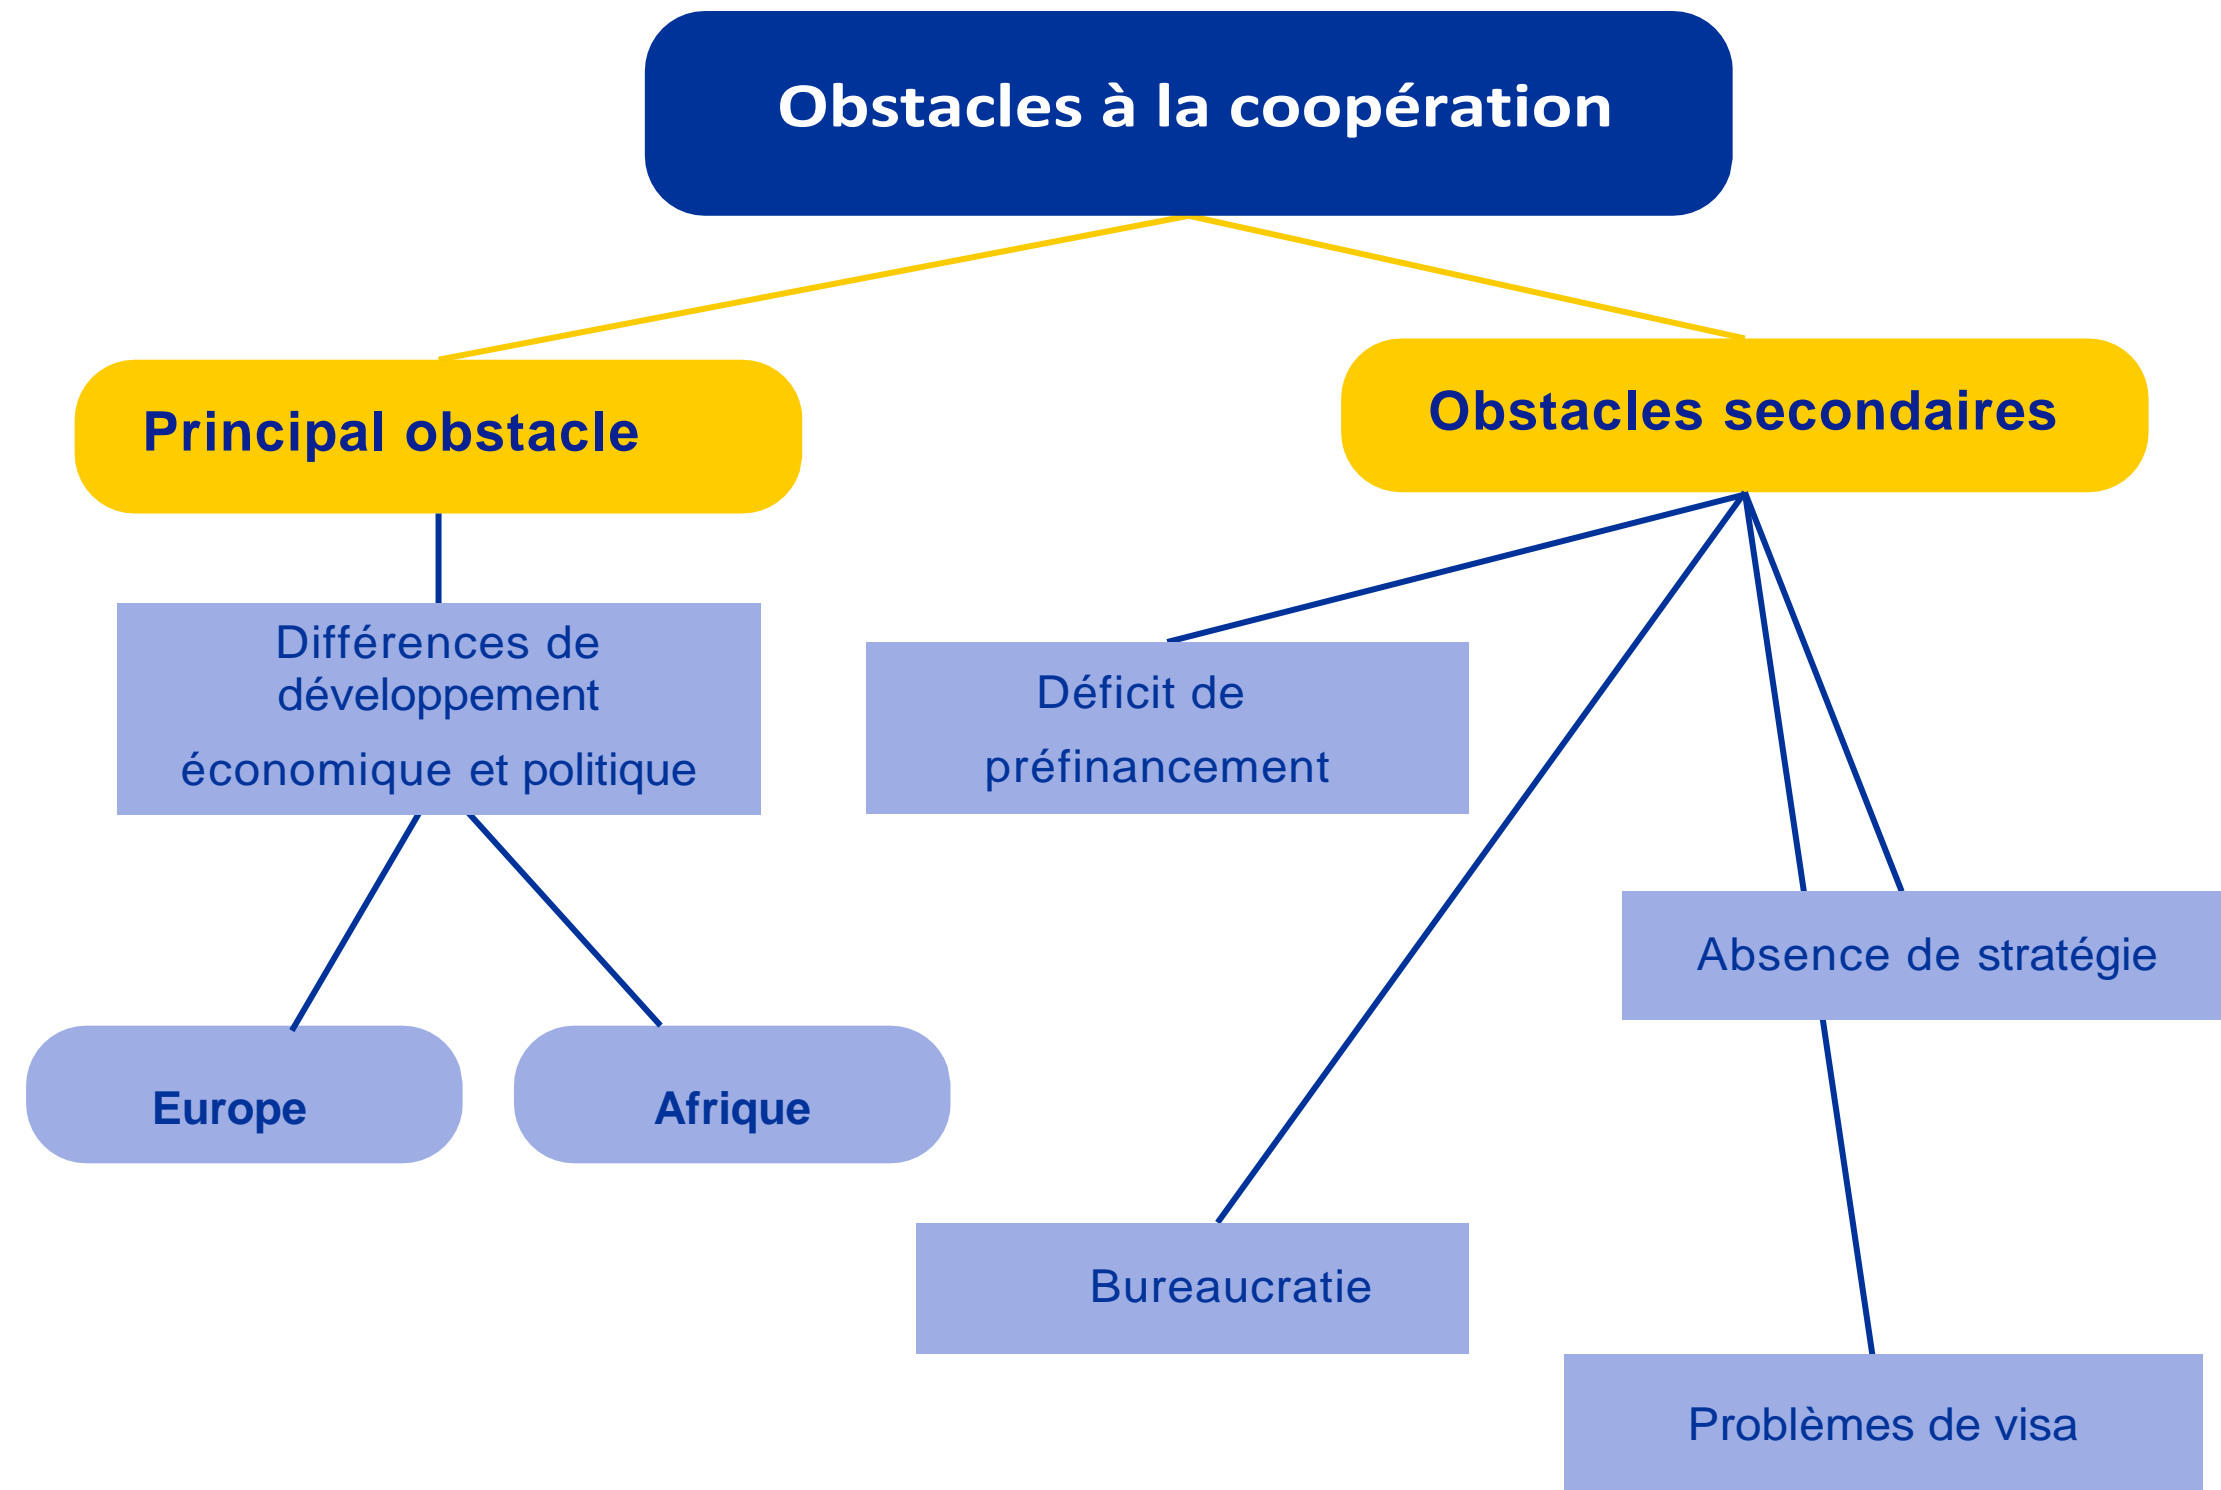 Obstacles à la coopération
Principal obstacle
Obstacles secondaires
Différences de
développement
économique et politique
Déficit de
préfinancement
Absence de stratégie
Europe
Afrique
Bureaucratie
Problèmes de visa